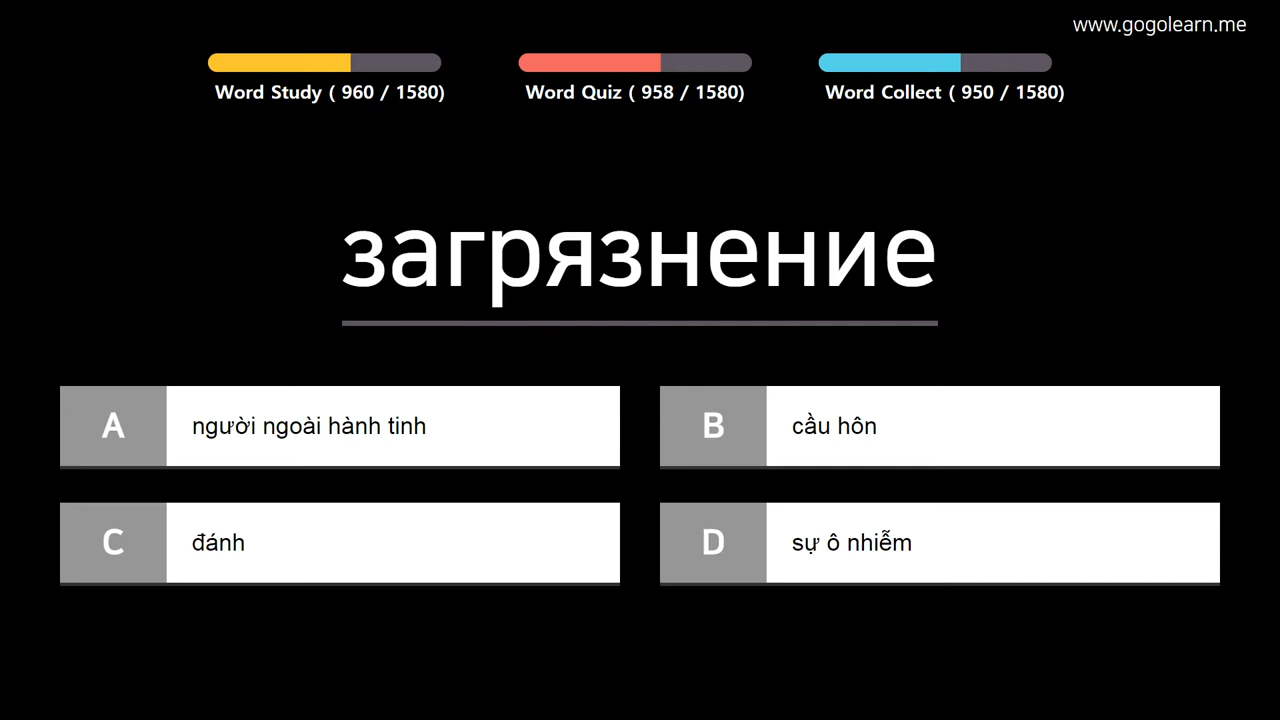 www.gogolearn.me
Word Study ( 960 / 1580)
Word Quiz ( 958 / 1580)
Word Collect ( 950 / 1580)
загрязнение
A người ngoài hành tinh
B cầu hôn
C đánh
D sự ô nhiễm